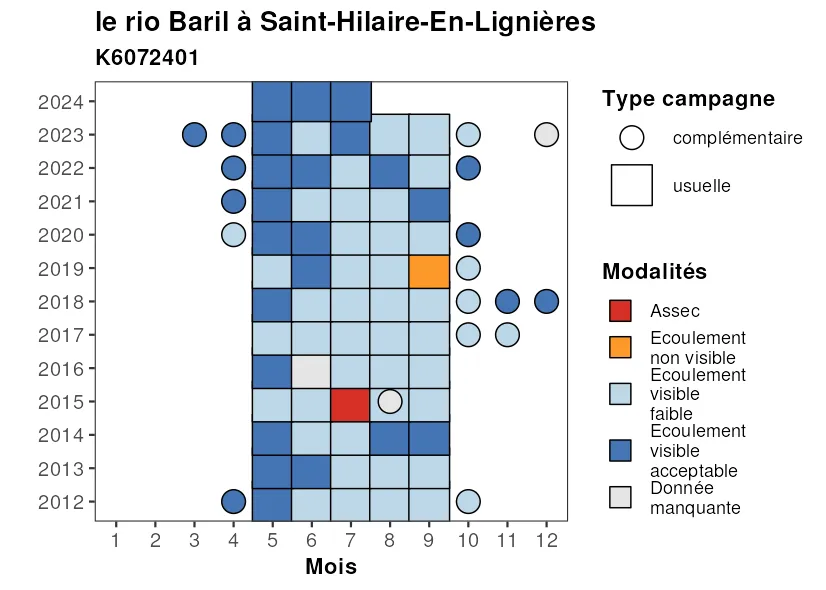 le rio Baril à Saint-Hilaire-En-Lignières
K6072401
2024
2023
2022
2021
2020
2019
2018
2017
2016
2015
2014
2013
2012
1 2 3 4 5 6 7 8 9 10 11 12
Mois
Type campagne
complémentaire
usuelle
Modalités
Assec
Ecoulement
non visible
Ecoulement
visible
faible
Ecoulement
visible
acceptable
Donnée
manquante